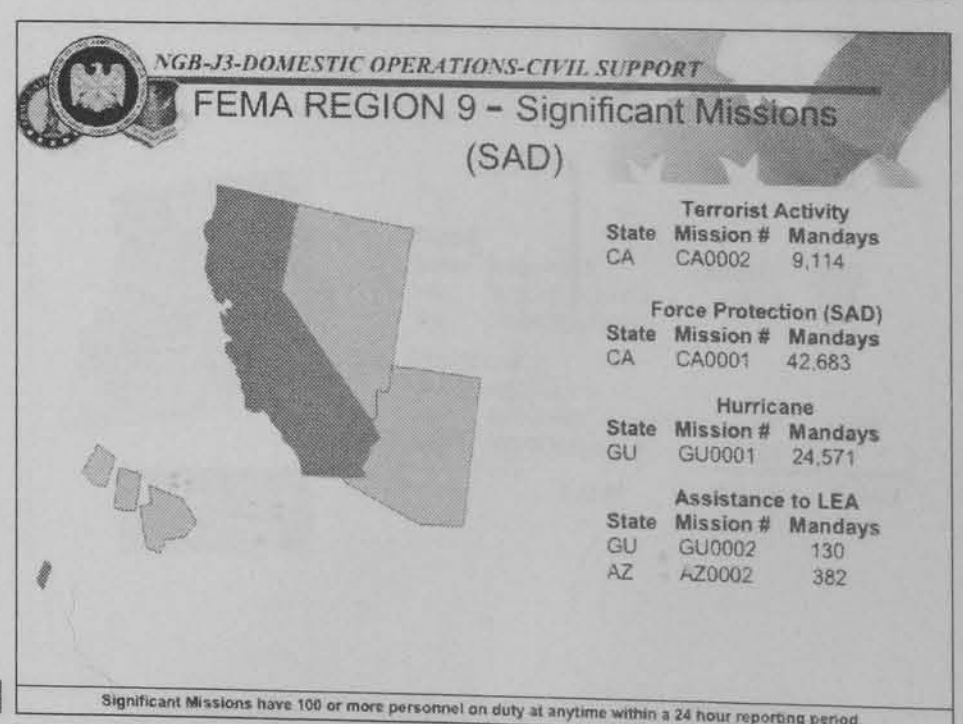 NGB-J3-DOMESTIC OPERATIONS-CIVIL SUPPORT
FEMA REGION 9 - Significant Missions
(SAD)
Terrorist Activity
State Mission # Mandays
CA CA0002 9,114
Force Protection (SAD)
State Mission # Mandays
CA CA0001 42,683
Hurricane
State Mission # Mandays
GU GU0001 24,571
Assistance to LEA
State Mission # Mandays
GU GU0002 130
AZ AZ0002 382
Significant Missions have 100 or more personnel on duty at anytime within a 24 hour reporting period